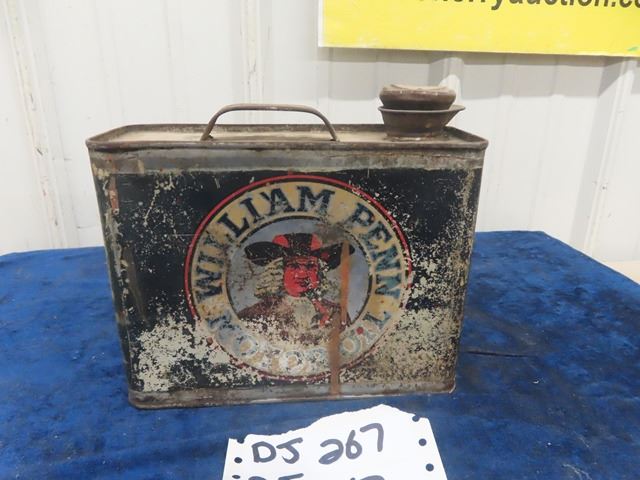 WILLIAM PENN
MOTOR OIL
DJ 267